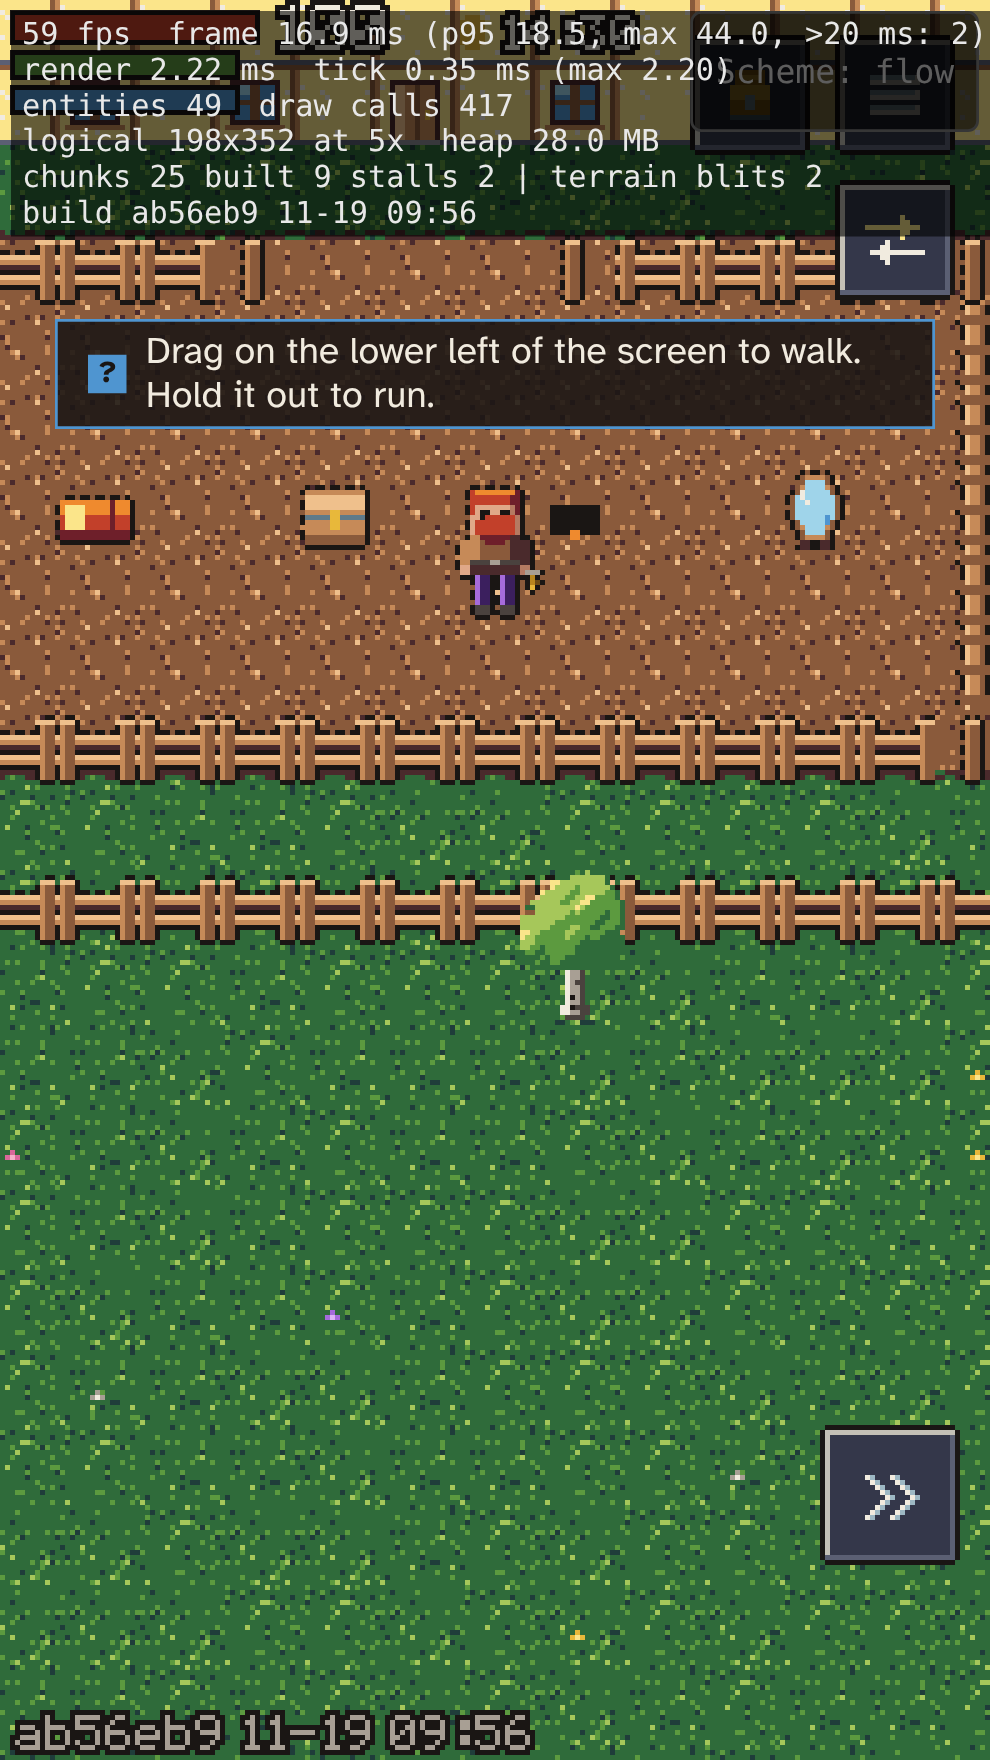 59 fps  frame 16.9 ms (p95 18.5, max 44.0, >20 ms: 2)
render 2.22 ms  tick 0.35 ms (max 2.20)
Scheme: flow
entities 49  draw calls 417
logical 198x352 at 5x  heap 28.0 MB
chunks 25 built 9 stalls 2 | terrain blits 2
build ab56eb9 11-19 09:56
? Drag on the lower left of the screen to walk.
Hold it out to run.
ab56eb9 11-19 09:56